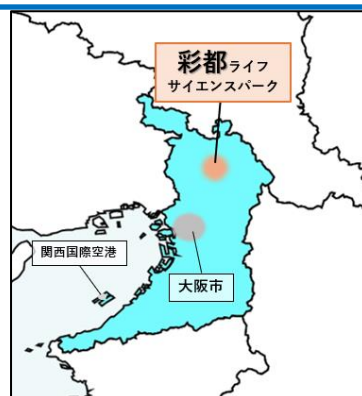 彩都ライフ
サイエンスパーク
関西国際空港
大阪市